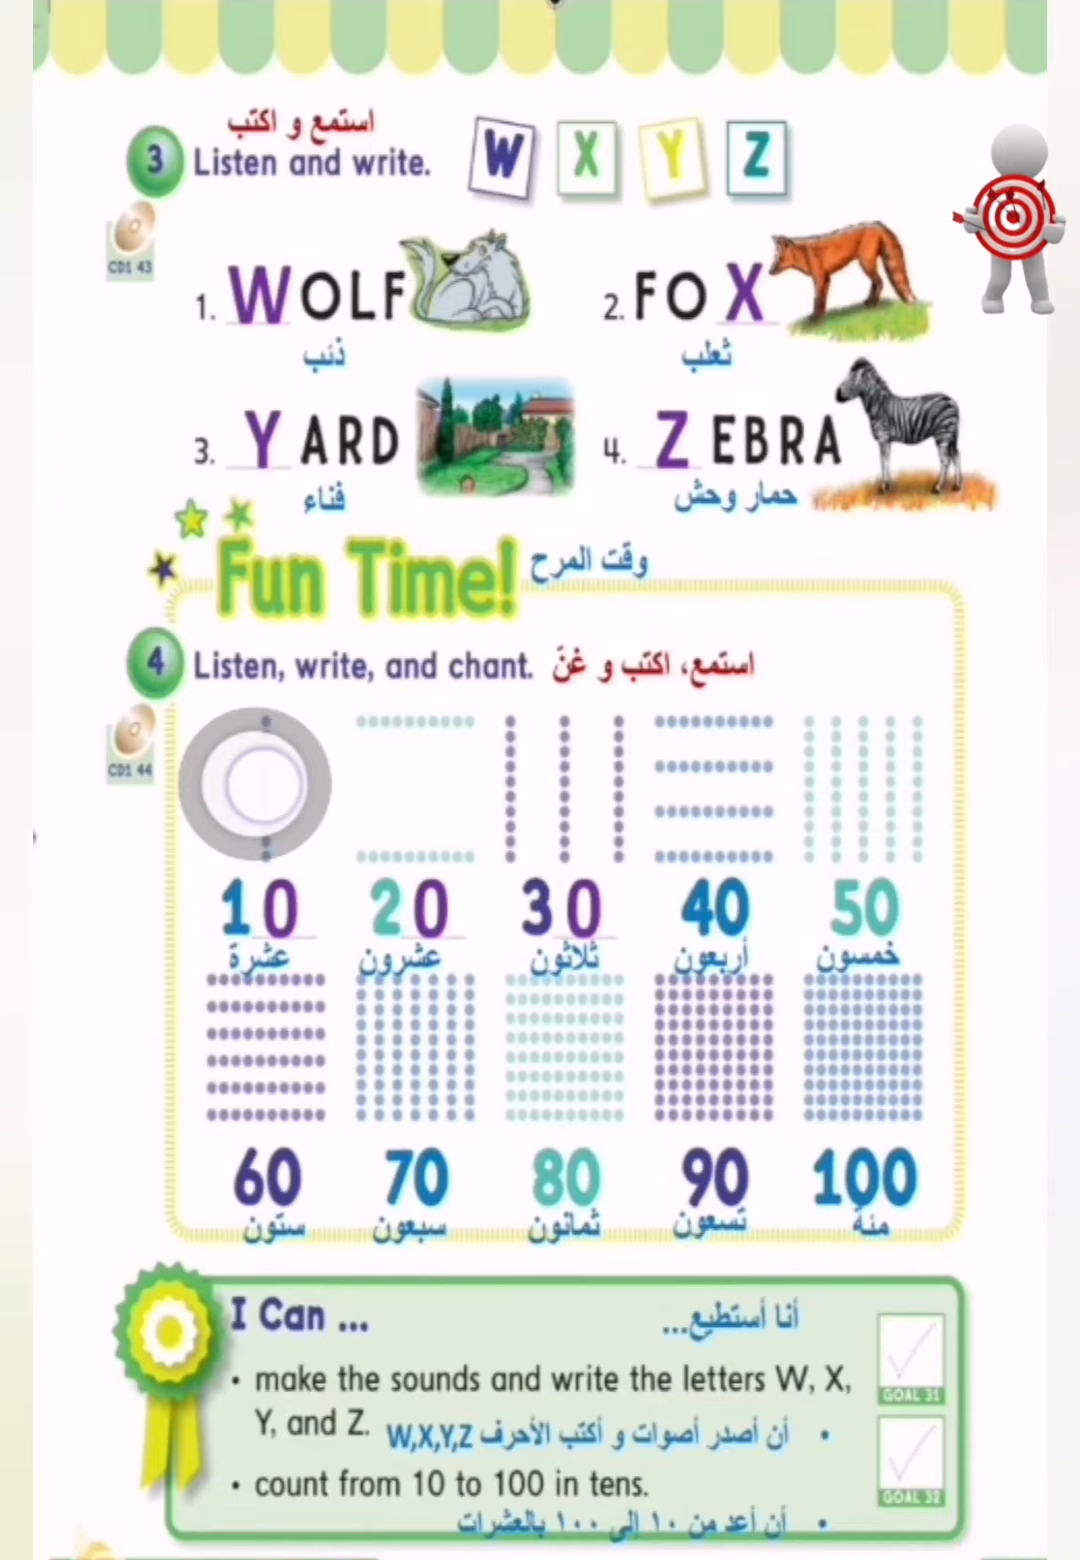 استمع و اكتب
3 Listen and write. W X Y Z
CD1 43
1. WOLF 2. FOX
ذئب ثعلب
3. YARD 4. ZEBRA
فناء حمار وحش
Fun Time! وقت المرح
4 Listen, write, and chant. استمع، اكتب و غنّ
CD1 44
10 20 30 40 50
عشرة عشرون ثلاثون أربعون خمسون
60 70 80 90 100
ستون سبعون ثمانون تسعون مئة
I Can ... أنا أستطيع...
• make the sounds and write the letters W, X,
Y, and Z.
• أن أصدر أصوات و أكتب الأحرف W,X,Y,Z
GOAL 31
• count from 10 to 100 in tens.
GOAL 32
• أن أعد من ١٠ إلى ١٠٠ بالعشرات